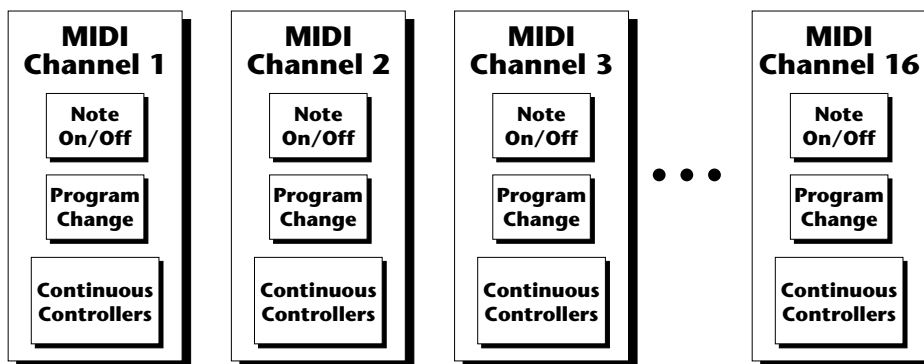 MIDI
Channel 1
Note
On/Off
Program
Change
Continuous
Controllers
MIDI
Channel 2
Note
On/Off
Program
Change
Continuous
Controllers
MIDI
Channel 3
Note
On/Off
Program
Change
Continuous
Controllers
MIDI
Channel 16
Note
On/Off
Program
Change
Continuous
Controllers